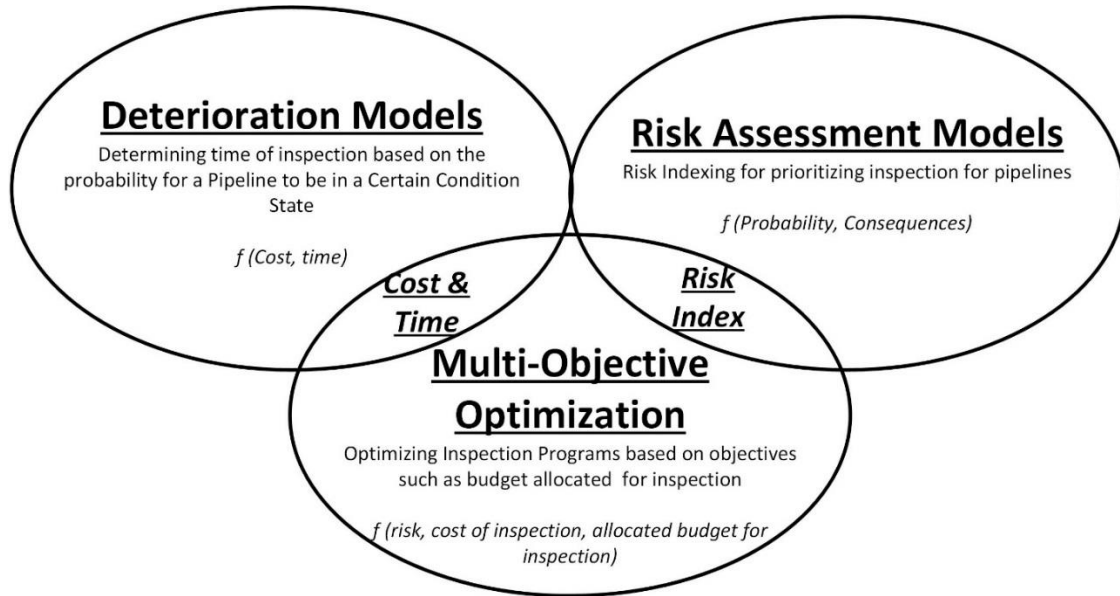 Deterioration Models
Determining time of inspection based on the
probability for a Pipeline to be in a Certain Condition
State
f (Cost, time)
Risk Assessment Models
Risk Indexing for prioritizing inspection for pipelines
f (Probability, Consequences)
Cost &
Time
Risk
Index
Multi-Objective
Optimization
Optimizing Inspection Programs based on objectives
such as budget allocated for inspection
f (risk, cost of inspection, allocated budget for
inspection)